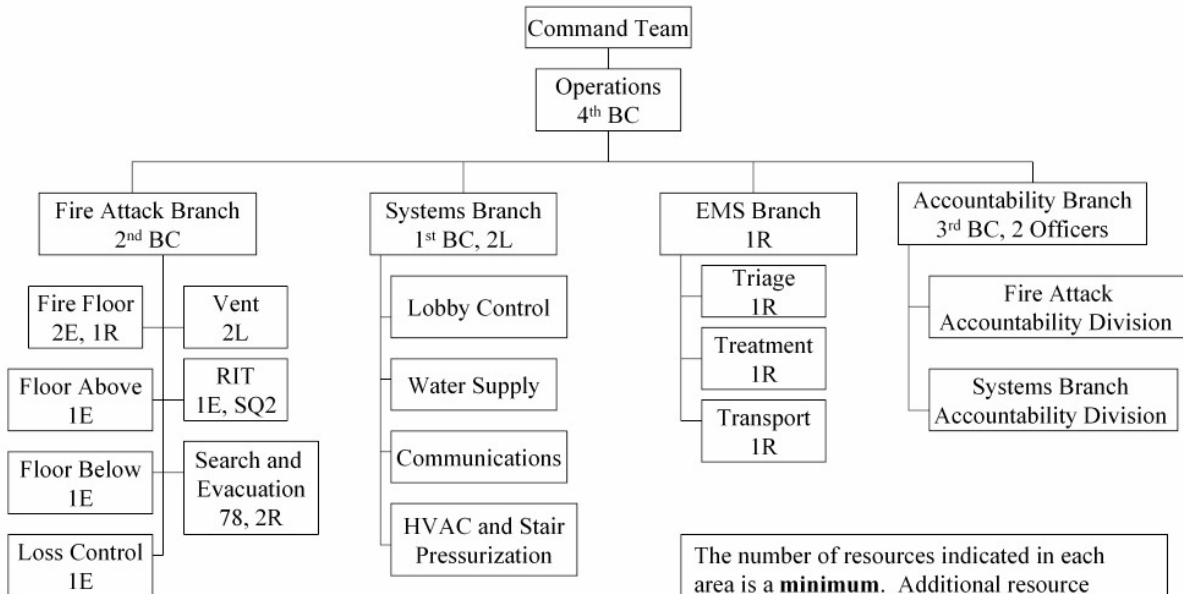 Command Team
Operations
4th BC
Fire Attack Branch
2nd BC
Systems Branch
1st BC, 2L
EMS Branch
1R
Accountability Branch
3rd BC, 2 Officers
Fire Floor
2E, 1R
Vent
2L
Floor Above
1E
RIT
1E, SQ2
Floor Below
1E
Search and
Evacuation
78, 2R
Loss Control
1E
Lobby Control
Water Supply
Communications
HVAC and Stair
Pressurization
Triage
1R
Treatment
1R
Transport
1R
Fire Attack
Accountability Division
Systems Branch
Accountability Division
The number of resources indicated in each
area is a minimum. Additional resource